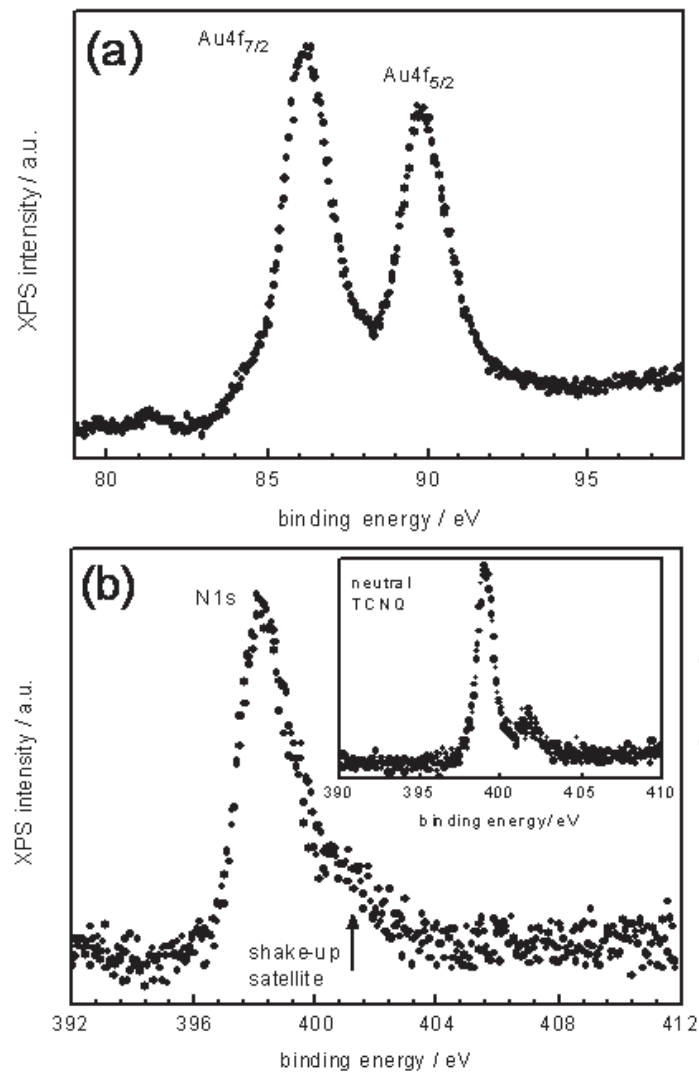 (a)
Au4f7/2
Au4f5/2
XPS intensity / a.u.
80 85 90 95
binding energy / eV
(b)
N1s
neutral
TCNQ
390 395 400 405 410
binding energy/eV
shake-up
satellite
XPS intensity / a.u.
392 396 400 404 408 412
binding energy / eV